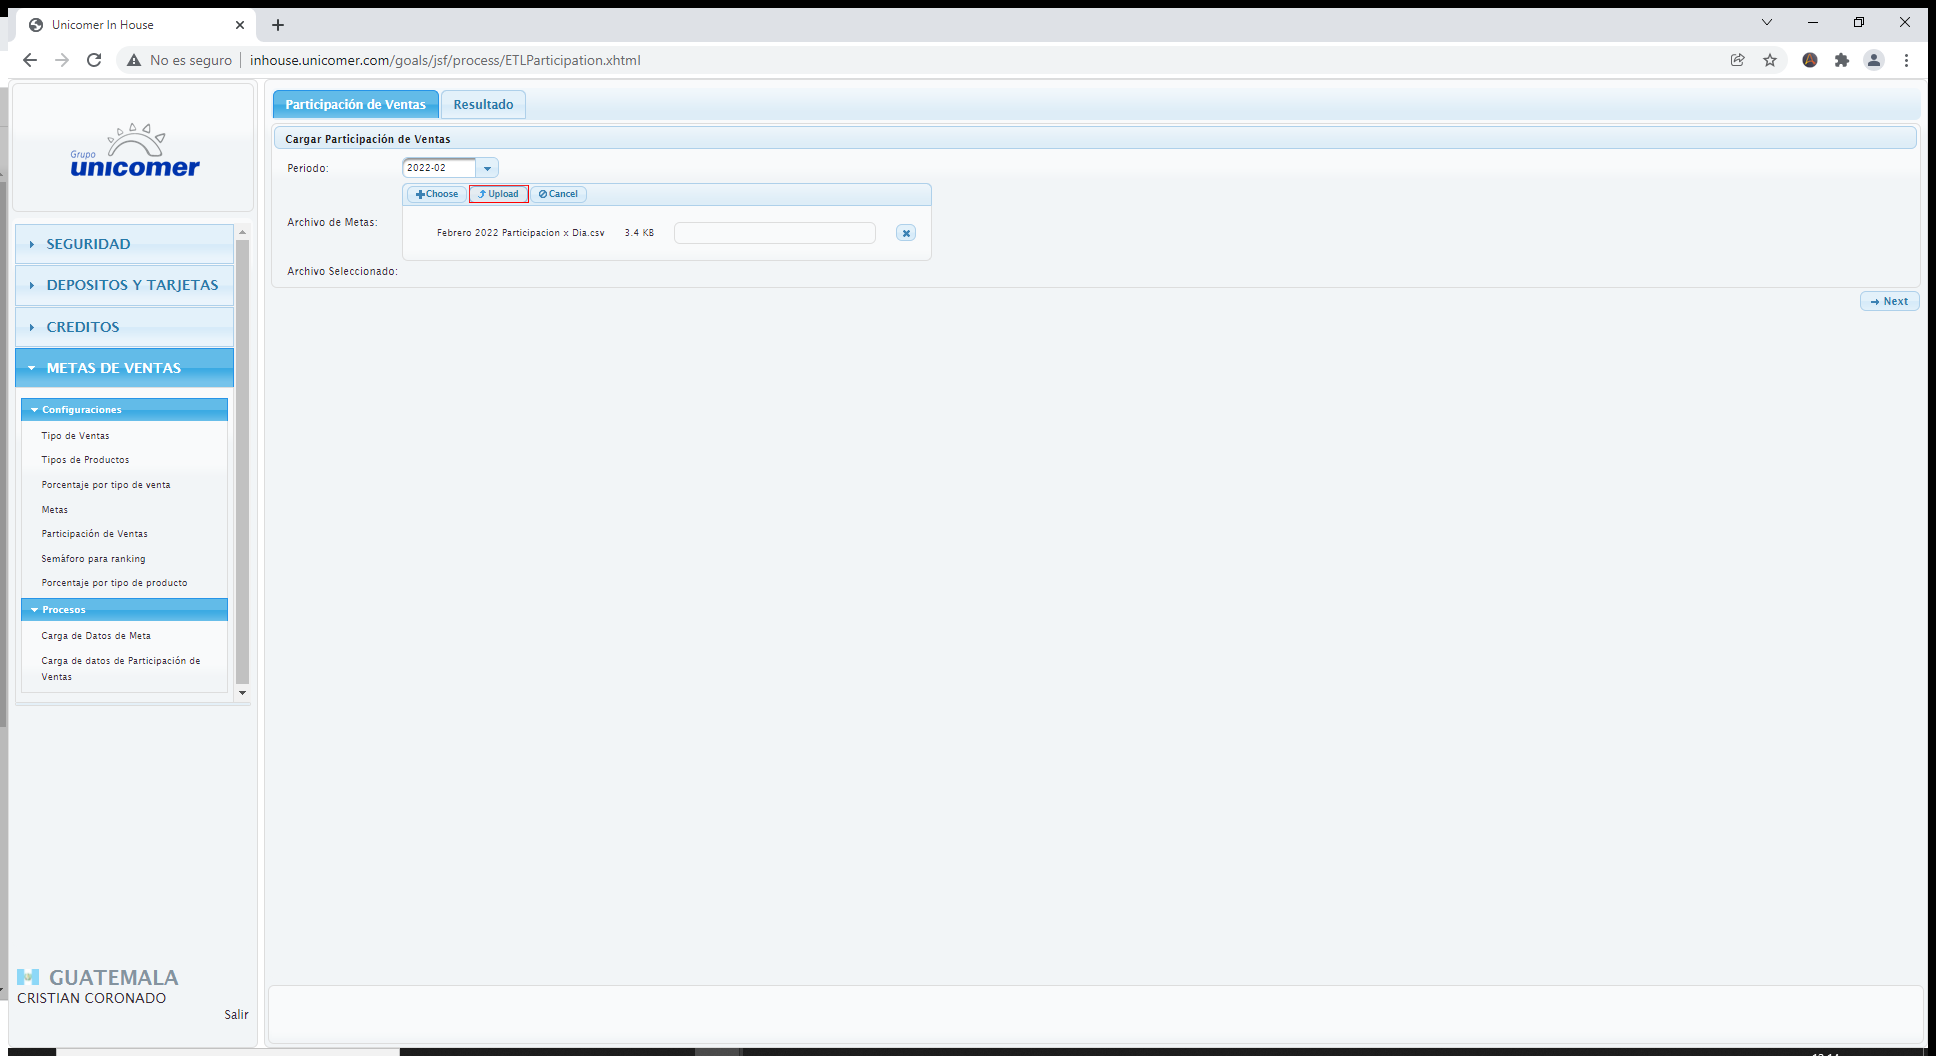 Unicomer In House
No es seguro
inhouse.unicomer.com/goals/jsf/process/ETLParticipation.xhtml
Grupo
unicomer
SEGURIDAD
DEPOSITOS Y TARJETAS
CREDITOS
METAS DE VENTAS
Configuraciones
Tipo de Ventas
Tipos de Productos
Porcentaje por tipo de venta
Metas
Participación de Ventas
Semáforo para ranking
Porcentaje por tipo de producto
Procesos
Carga de Datos de Meta
Carga de datos de Participación de
Ventas
GUATEMALA
CRISTIAN CORONADO
Salir
Participación de Ventas Resultado
Cargar Participación de Ventas
Periodo: 2022-02
Choose Upload Cancel
Archivo de Metas:
Febrero 2022 Participacion x Dia.csv 3.4 KB
Archivo Seleccionado:
Next